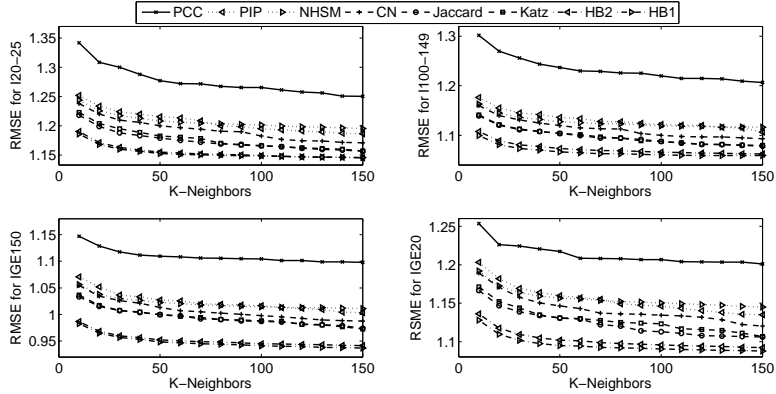 PCC PIP NHSM CN Jaccard Katz HB2 HB1
1.35
1.3
1.25
1.2
1.15
RMSE for I20−25
0 50 100 150
K−Neighbors
1.3
1.2
1.1
RMSE for I100−149
0 50 100 150
K−Neighbors
1.15
1.1
1.05
1
0.95
RMSE for IGE150
0 50 100 150
K−Neighbors
1.25
1.2
1.15
1.1
RSME for IGE20
0 50 100 150
K−Neighbors